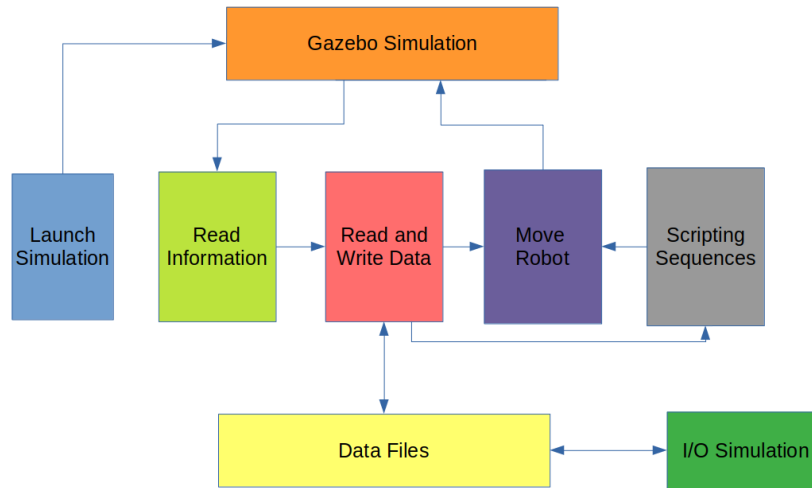 Gazebo Simulation
Launch
Simulation
Read
Information
Read and
Write Data
Move
Robot
Scripting
Sequences
Data Files
I/O Simulation